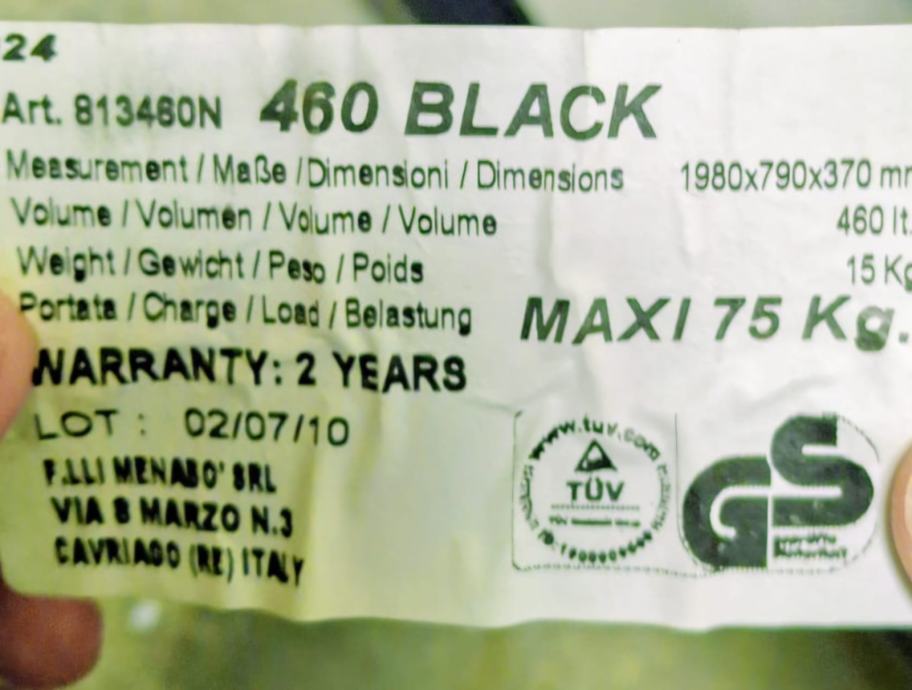 24
Art. 813460N 460 BLACK
Measurement / Maße / Dimensioni / Dimensions 1980x790x370 mm
Volume / Volumen / Volume / Volume 460 lt.
Weight / Gewicht / Peso / Poids 15 Kg
Portata / Charge / Load / Belastung MAXI 75 Kg.
WARRANTY: 2 YEARS
LOT : 02/07/10
F.LLI MENABO' SRL
VIA 8 MARZO N.3
CAVRIAGO (RE) ITALY
www.tuv.com
TÜV
GS
geprüfte
Sicherheit